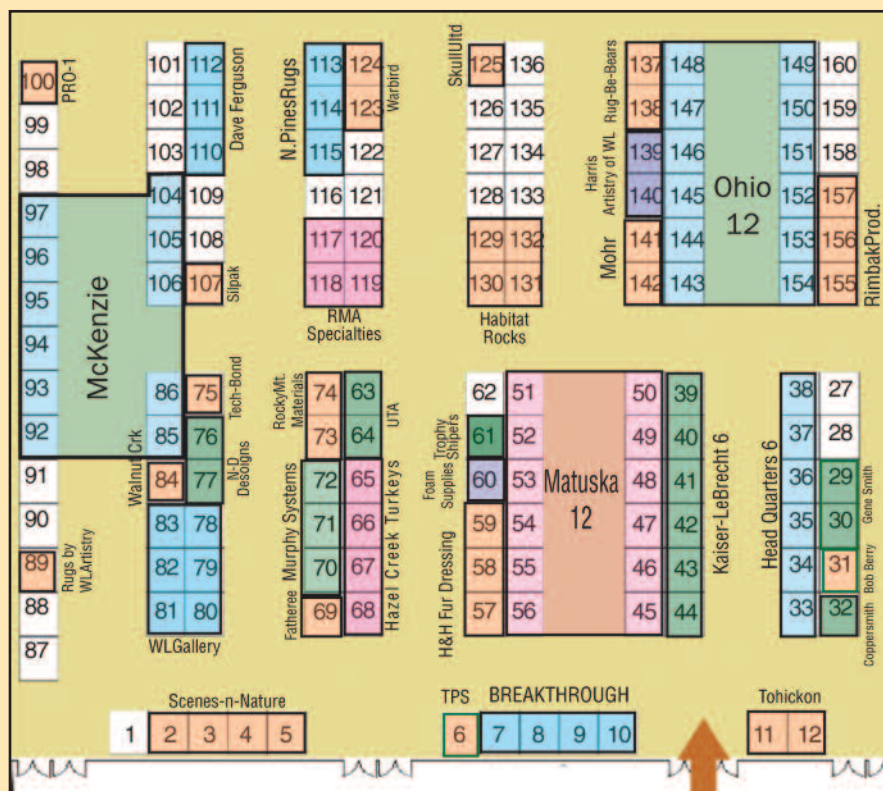 101 112 113 124 125 136 137 148 149 160
100 PRO-1
102 111 Dave Ferguson N.PinesRugs 114 123 Warbird SkullUltd 126 135 138 Rug-Be-Bears 147 150 159
99
103 110 115 122 127 134 139 146 151 158
98
104 109 116 121 128 133 140 Harris Artistry of WL 145 Ohio 12 152 157
97
105 108 117 120 129 132 141 Mohr 144 153 156 RimbakProd.
96
106 107 Silpak 118 119 130 131 142 143 154 155
95 McKenzie
RMA Specialties
Habitat Rocks
94
93 86 75 Tech-Bond RockyMt. Materials 74 63 UTA 62 51 50 39 38 27
92 85 76 73 64 61 Trophy Shipers 52 49 40 37 28
91 Walnut Crk 84 77 N-D Desoigns 72 65 Foam Supplies 60 53 Matuska 12 48 41 36 29 Gene Smith
90 83 78 Murphy Systems 71 66 Hazel Creek Turkeys 59 54 47 42 Kaiser-LeBrecht 6 Head Quarters 6 35 30
89 Rugs by WLArtistry 82 79 70 67 H&H Fur Dressing 58 55 46 43 34 31 Bob Berry
88 81 80 Fatheree 69 68 57 56 45 44 33 32 Coppersmith
87 WLGallery
Scenes-n-Nature
TPS
BREAKTHROUGH
Tohickon
1 2 3 4 5 6 7 8 9 10 11 12